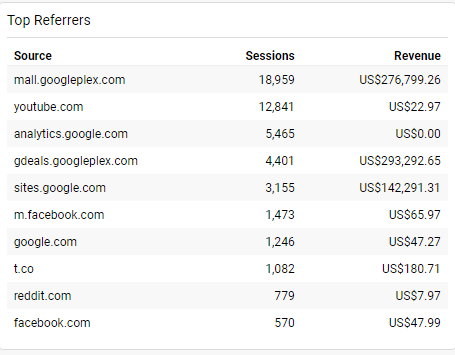 Top Referrers
Source Sessions Revenue
mall.googleplex.com 18,959 US$276,799.26
youtube.com 12,841 US$22.97
analytics.google.com 5,465 US$0.00
gdeals.googleplex.com 4,401 US$293,292.65
sites.google.com 3,155 US$142,291.31
m.facebook.com 1,473 US$65.97
google.com 1,246 US$47.27
t.co 1,082 US$180.71
reddit.com 779 US$7.97
facebook.com 570 US$47.99